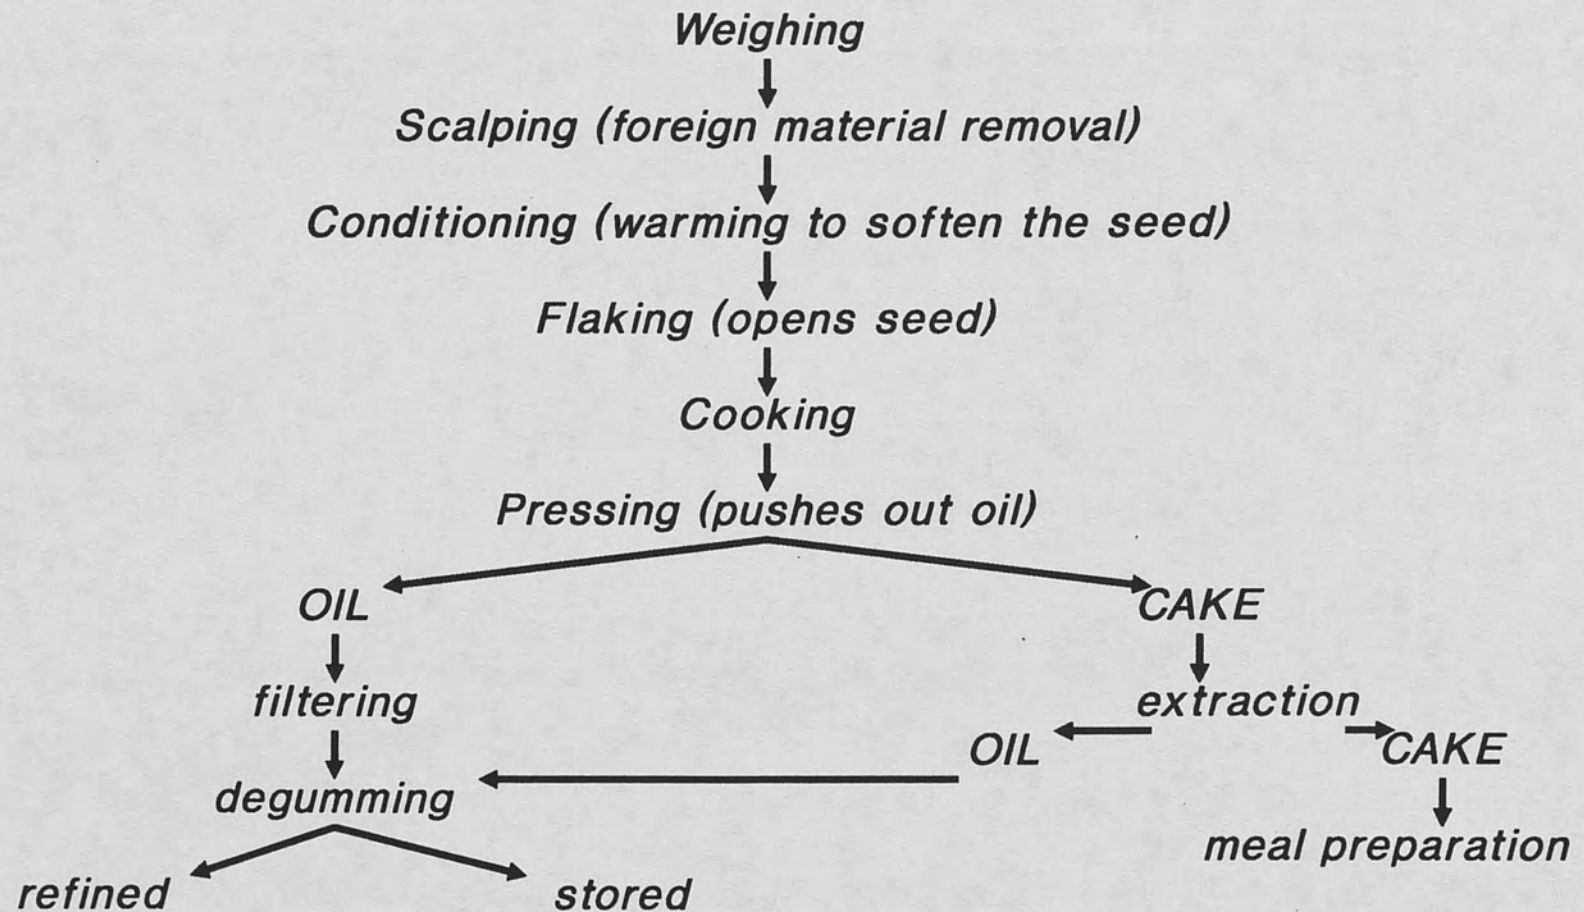 Weighing
Scalping (foreign material removal)
Conditioning (warming to soften the seed)
Flaking (opens seed)
Cooking
Pressing (pushes out oil)
OIL
CAKE
filtering
extraction
OIL
CAKE
degumming
meal preparation
refined
stored